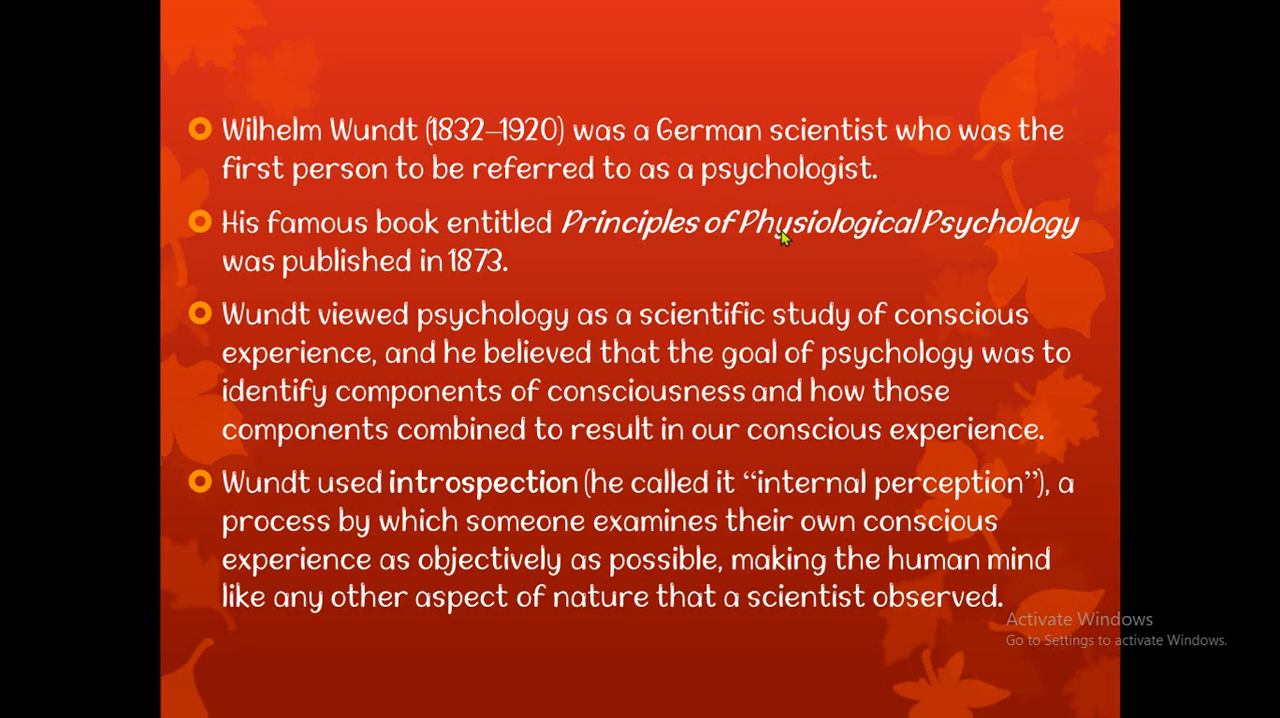 Wilhelm Wundt (1832–1920) was a German scientist who was the
first person to be referred to as a psychologist.
His famous book entitled Principles of Physiological Psychology
was published in 1873.
Wundt viewed psychology as a scientific study of conscious
experience, and he believed that the goal of psychology was to
identify components of consciousness and how those
components combined to result in our conscious experience.
Wundt used introspection (he called it “internal perception”), a
process by which someone examines their own conscious
experience as objectively as possible, making the human mind
like any other aspect of nature that a scientist observed.
Activate Windows
Go to Settings to activate Windows.